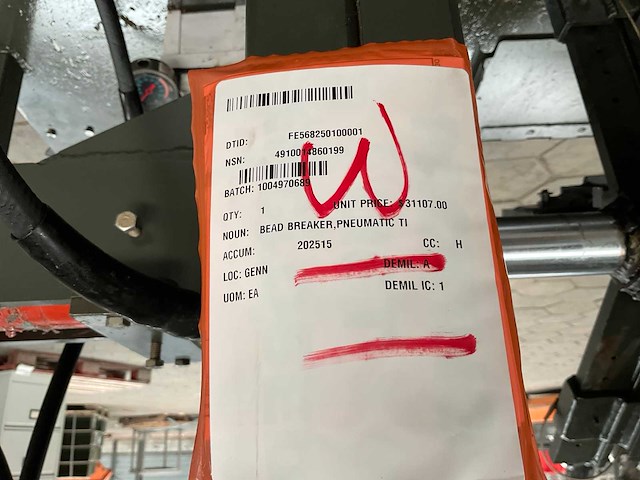 DTID: FE568250100001
NSN: 4910014860199
BATCH: 1004970689
QTY: 1 UNIT PRICE: $31107.00
NOUN: BEAD BREAKER,PNEUMATIC TI
ACCUM: 202515 CC: H
LOC: GENN DEMIL: A
UOM: EA DEMIL IC: 1
W